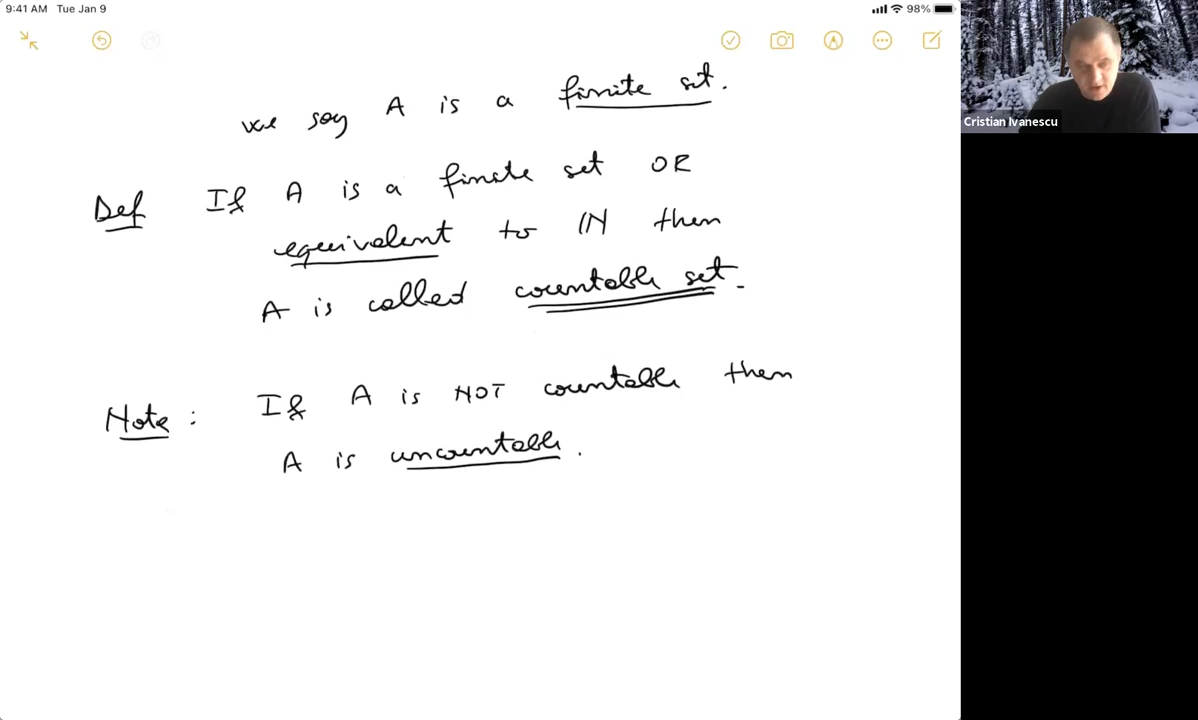 9:41 AM Tue Jan 9
98%
we say A is a finite set.
Def If A is a finite set OR
equivalent to IN then
A is called countable set.
Note: If A is NOT countable then
A is uncountable.
Cristian Ivanescu